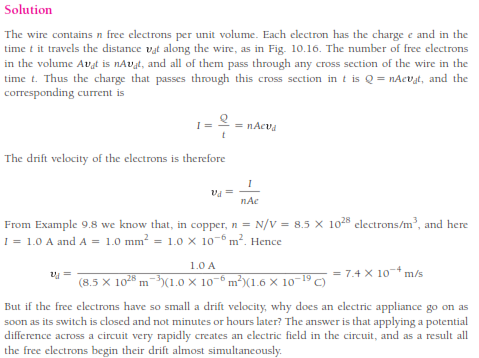 Solution
The wire contains n free electrons per unit volume. Each electron has the charge e and in the
time t it travels the distance v_d t along the wire, as in Fig. 10.16. The number of free electrons
in the volume Av_d t is nAv_d t, and all of them pass through any cross section of the wire in the
time t. Thus the charge that passes through this cross section in t is Q = nAev_d t, and the
corresponding current is
I = Q/t = nAev_d
The drift velocity of the electrons is therefore
v_d = I/nAe
From Example 9.8 we know that, in copper, n = N/V = 8.5 × 10²⁸ electrons/m³, and here
I = 1.0 A and A = 1.0 mm² = 1.0 × 10⁻⁶ m². Hence
v_d = 1.0 A/(8.5 × 10²⁸ m⁻³)(1.0 × 10⁻⁶ m²)(1.6 × 10⁻¹⁹ C) = 7.4 × 10⁻⁴ m/s
But if the free electrons have so small a drift velocity, why does an electric appliance go on as
soon as its switch is closed and not minutes or hours later? The answer is that applying a potential
difference across a circuit very rapidly creates an electric field in the circuit, and as a result all
the free electrons begin their drift almost simultaneously.